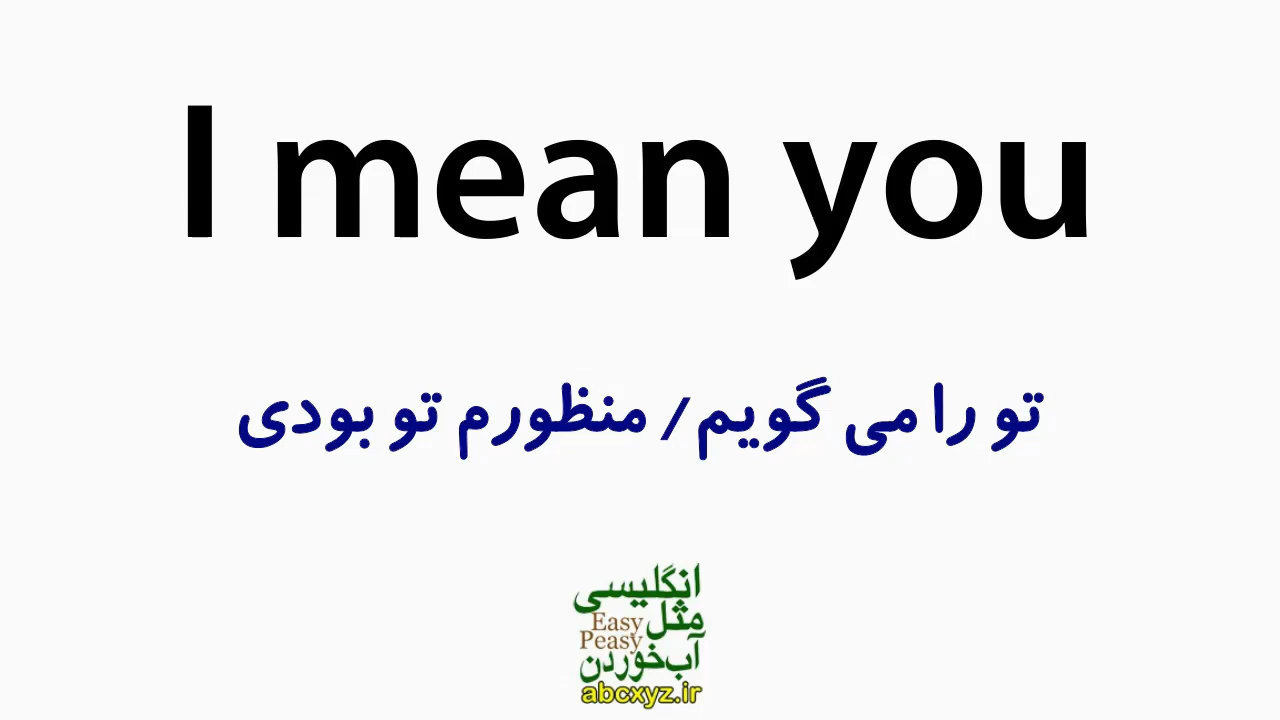 I mean you
تو را می گویم/ منظورم تو بودی
انگلیسی
مثل Easy
Peasy
آب‌خوردن
abcxyz.ir